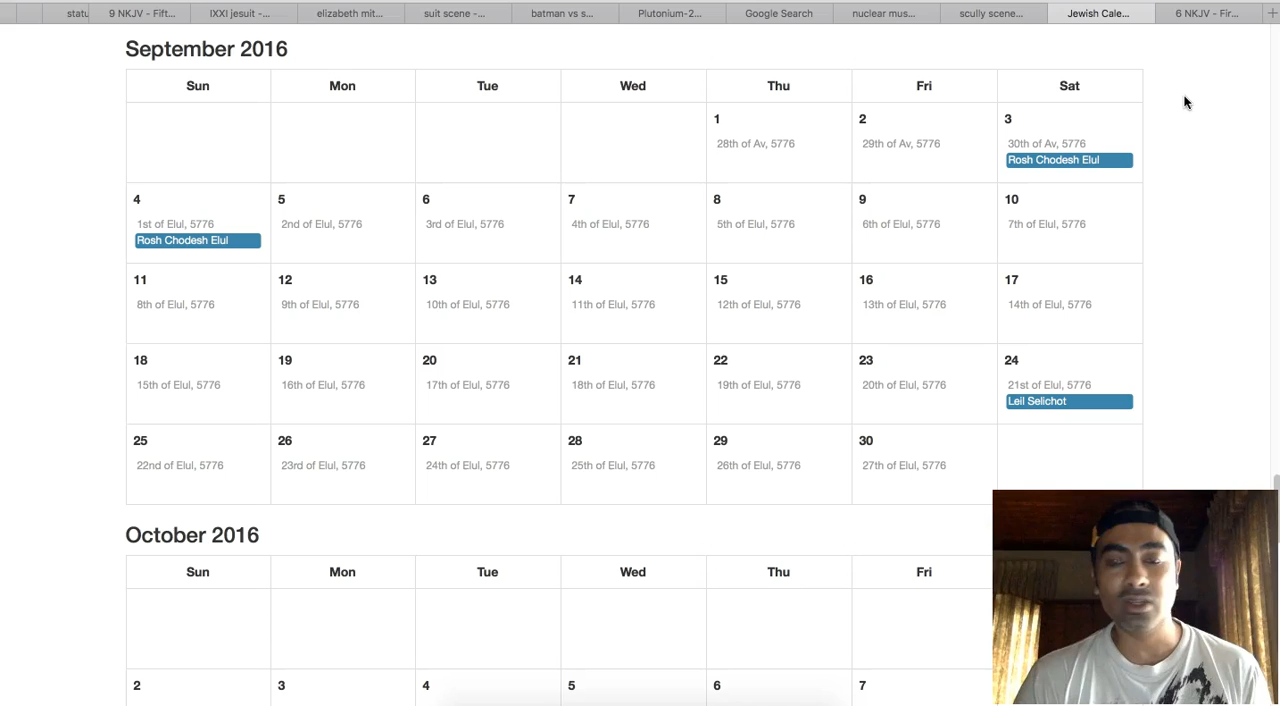 statu 9 NKJV - Fift... IXXI jesuit -... elizabeth mit... suit scene -... batman vs s... Plutonium-2... Google Search nuclear mus... scully scene... Jewish Cale... 6 NKJV - Fir... +
September 2016
Sun Mon Tue Wed Thu Fri Sat
1 2 3
28th of Av, 5776 29th of Av, 5776 30th of Av, 5776
Rosh Chodesh Elul
4 5 6 7 8 9 10
1st of Elul, 5776 2nd of Elul, 5776 3rd of Elul, 5776 4th of Elul, 5776 5th of Elul, 5776 6th of Elul, 5776 7th of Elul, 5776
Rosh Chodesh Elul
11 12 13 14 15 16 17
8th of Elul, 5776 9th of Elul, 5776 10th of Elul, 5776 11th of Elul, 5776 12th of Elul, 5776 13th of Elul, 5776 14th of Elul, 5776
18 19 20 21 22 23 24
15th of Elul, 5776 16th of Elul, 5776 17th of Elul, 5776 18th of Elul, 5776 19th of Elul, 5776 20th of Elul, 5776 21st of Elul, 5776
Leil Selichot
25 26 27 28 29 30
22nd of Elul, 5776 23rd of Elul, 5776 24th of Elul, 5776 25th of Elul, 5776 26th of Elul, 5776 27th of Elul, 5776
October 2016
Sun Mon Tue Wed Thu Fri
2 3 4 5 6 7